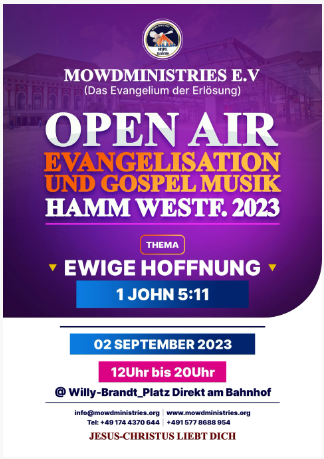 MOWDMINISTRIES E.V
(Das Evangelium der Erlösung)
OPEN AIR
EVANGELISATION
UND GOSPEL MUSIK
HAMM WESTF. 2023
THEMA
EWIGE HOFFNUNG
1 JOHN 5:11
02 SEPTEMBER 2023
12Uhr bis 20Uhr
@ Willy-Brandt_Platz Direkt am Bahnhof
info@mowdministries.org | www.mowdministries.org
Tel: +49 174 4370 644 | +491 577 8688 954
JESUS-CHRISTUS LIEBT DICH